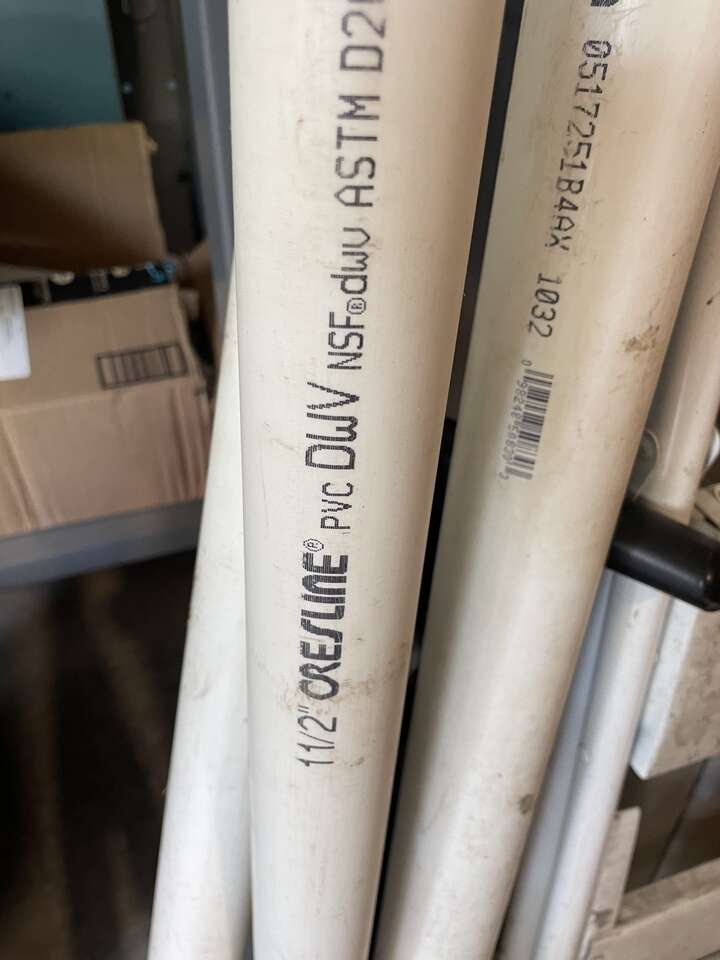 1 1/2" CRESLINE® PVC DWV NSF®dwv ASTM D2
0517251B4AX 1032